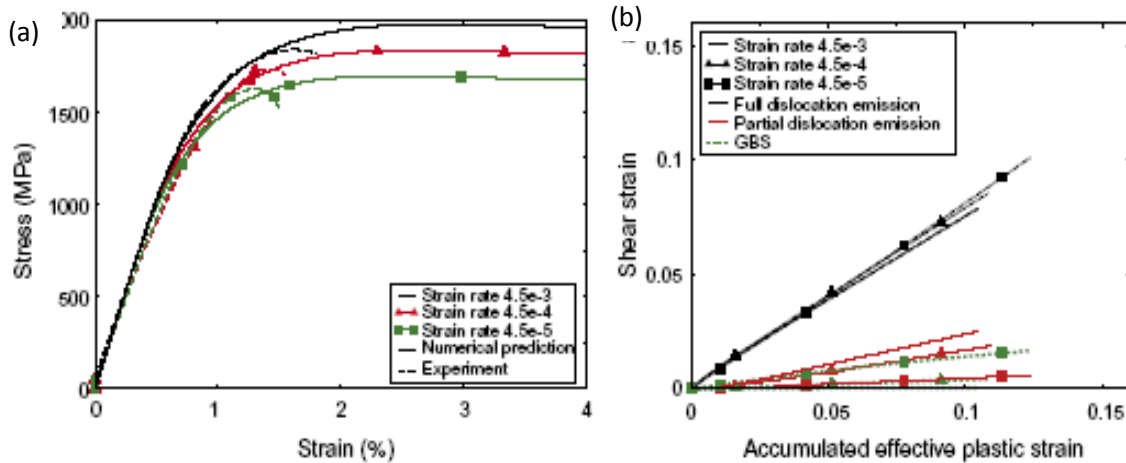 (a)
1500
1000
500
0
Stress (MPa)
Strain rate 4.5e-3
Strain rate 4.5e-4
Strain rate 4.5e-5
Numerical prediction
Experiment
0 1 2 3 4
Strain (%)
(b)
0.15
0.1
0.05
0
Shear strain
Strain rate 4.5e-3
Strain rate 4.5e-4
Strain rate 4.5e-5
Full dislocation emission
Partial dislocation emission
GBS
0 0.05 0.1 0.15
Accumulated effective plastic strain